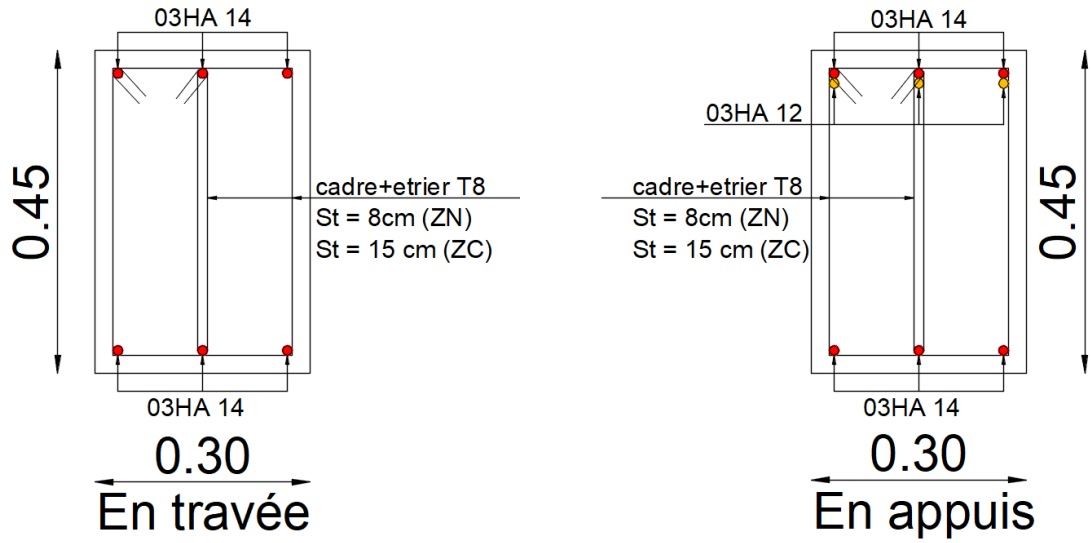 03HA 14
0.45
cadre+etrier T8
St = 8cm (ZN)
St = 15 cm (ZC)
03HA 14
0.30
En travée
03HA 14
03HA 12
cadre+etrier T8
St = 8cm (ZN)
St = 15 cm (ZC)
0.45
03HA 14
0.30
En appuis